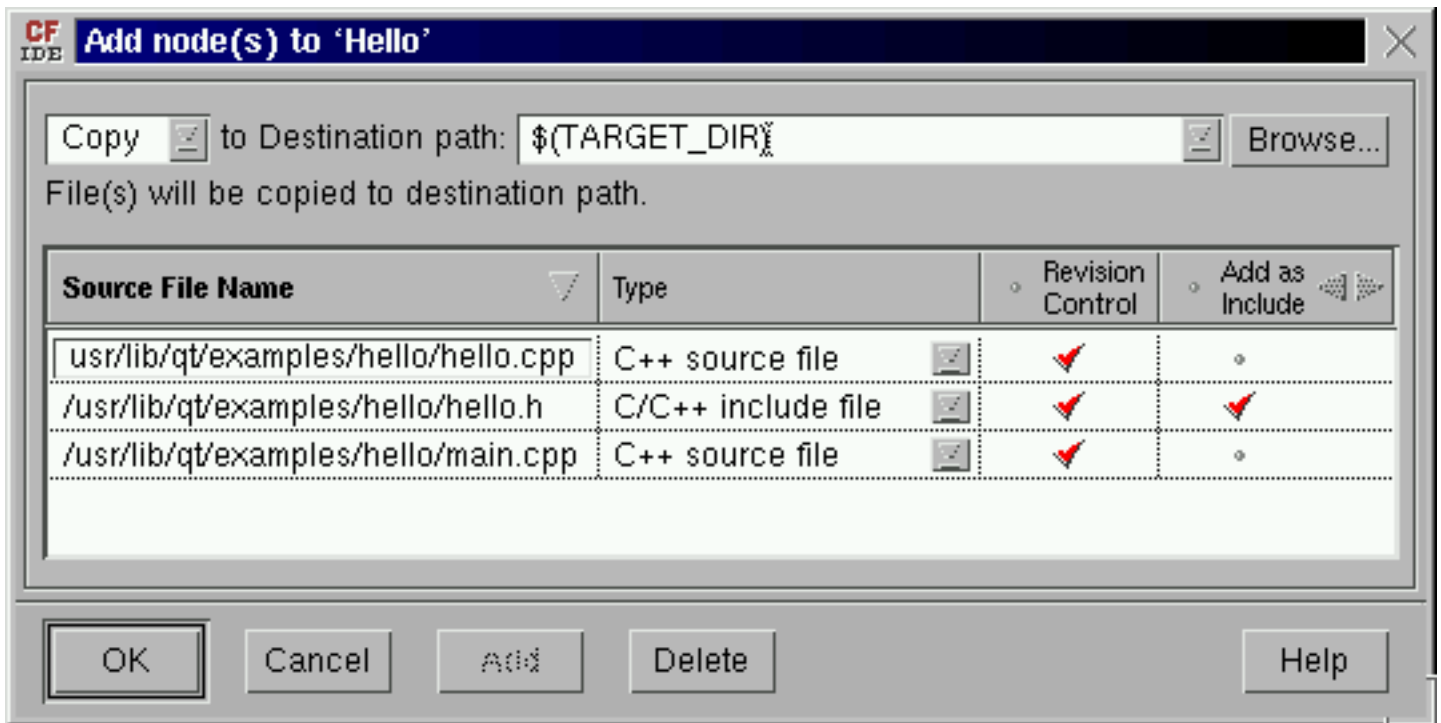 CF
IDE
Add node(s) to ‘Hello’
Copy to Destination path: $(TARGET_DIR) Browse...
File(s) will be copied to destination path.
Source File Name Type Revision Control Add as Include
usr/lib/qt/examples/hello/hello.cpp C++ source file
/usr/lib/qt/examples/hello/hello.h C/C++ include file
/usr/lib/qt/examples/hello/main.cpp C++ source file
OK Cancel Add Delete Help